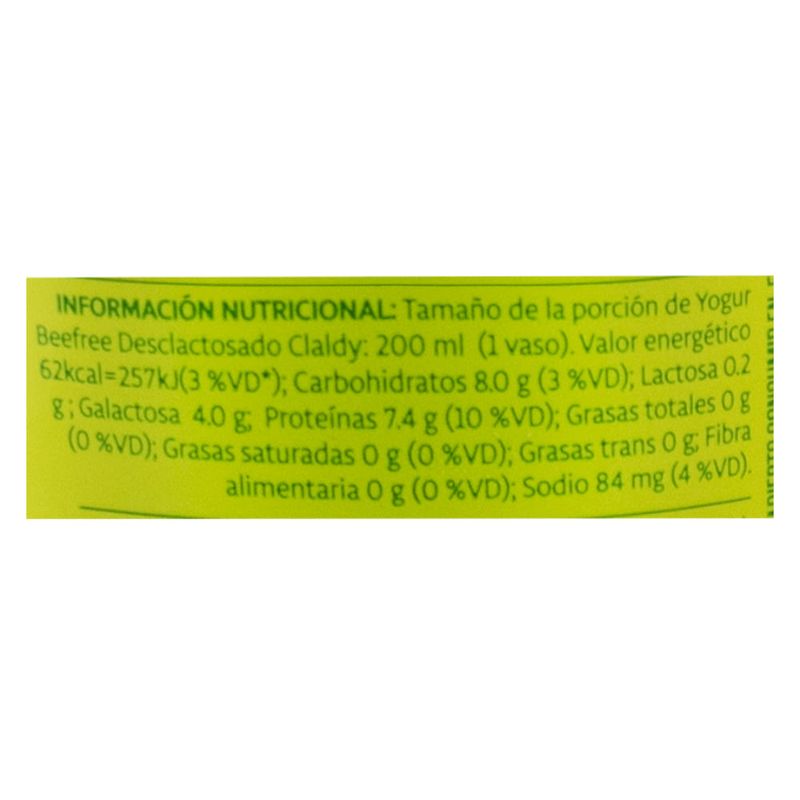 INFORMACIÓN NUTRICIONAL: Tamaño de la porción de Yogur
Beefree Deslactosado Claldy: 200 ml (1 vaso). Valor energético
62kcal=257kJ(3 %VD*); Carbohidratos 8.0 g (3 %VD); Lactosa 0.2
g ; Galactosa 4.0 g; Proteínas 7.4 g (10 %VD); Grasas totales 0 g
(0 %VD); Grasas saturadas 0 g (0 %VD); Grasas trans 0 g; Fibra
alimentaria 0 g (0 %VD); Sodio 84 mg (4 %VD).